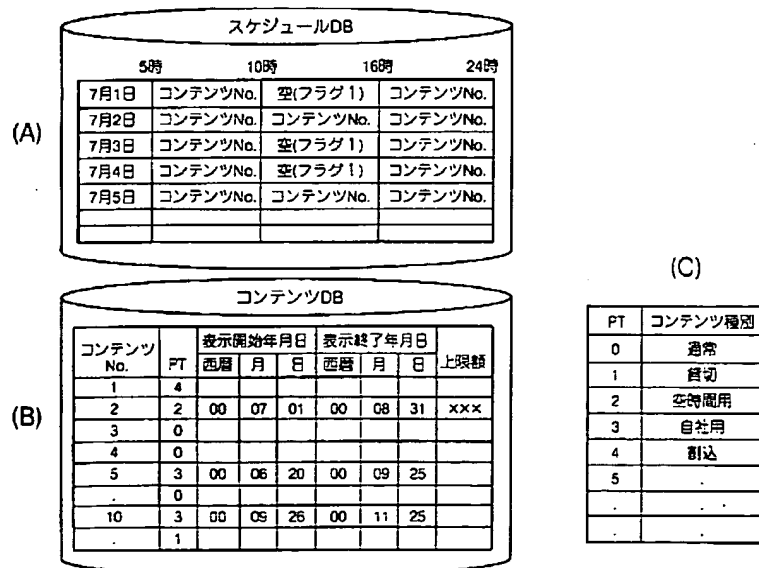 (A)
スケジュールDB
5時 10時 16時 24時
7月1日 コンテンツNo. 空(フラグ1) コンテンツNo.
7月2日 コンテンツNo. コンテンツNo. コンテンツNo.
7月3日 コンテンツNo. 空(フラグ1) コンテンツNo.
7月4日 コンテンツNo. 空(フラグ1) コンテンツNo.
7月5日 コンテンツNo. コンテンツNo. コンテンツNo.
(B)
コンテンツDB
コンテンツNo. PT 表示開始年月日 表示終了年月日 上限額
西暦 月 日 西暦 月 日
1 4
2 2 00 07 01 00 08 31 ×××
3 0
4 0
5 3 00 06 20 00 09 25
. 0
10 3 00 09 26 00 11 25
. 1
(C)
PT コンテンツ種別
0 通常
1 貸切
2 空時間用
3 自社用
4 割込
5 .
. .
. .